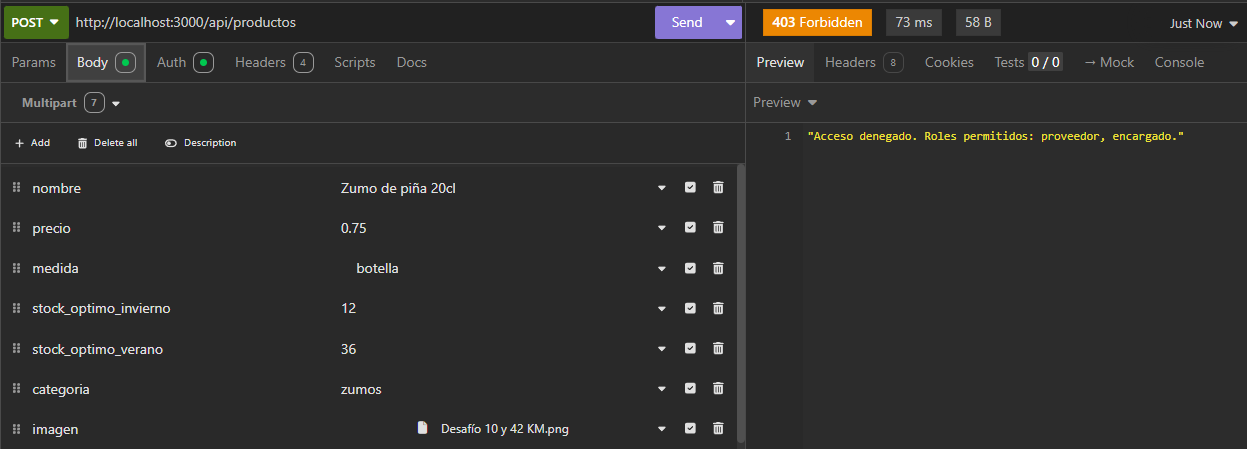 POST http://localhost:3000/api/productos Send 403 Forbidden 73 ms 58 B Just Now
Params Body Auth Headers 4 Scripts Docs Preview Headers 8 Cookies Tests 0 / 0 → Mock Console
Multipart 7 Preview
+ Add Delete all Description 1 "Acceso denegado. Roles permitidos: proveedor, encargado."
nombre Zumo de piña 20cl
precio 0.75
medida botella
stock_optimo_invierno 12
stock_optimo_verano 36
categoria zumos
imagen Desafío 10 y 42 KM.png